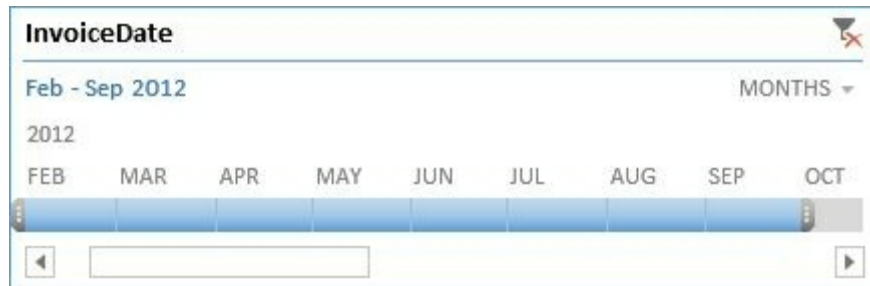 InvoiceDate
Feb - Sep 2012 MONTHS
2012
FEB MAR APR MAY JUN JUL AUG SEP OCT